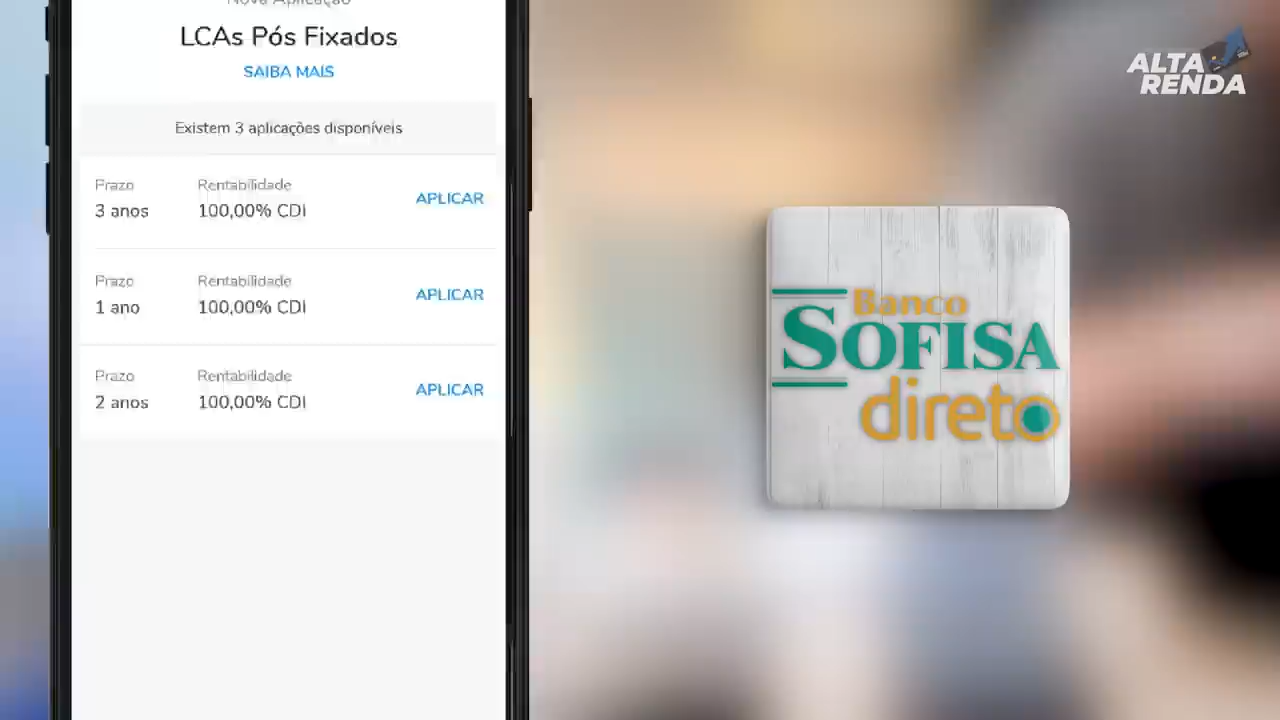 Nova Aplicação
LCAs Pós Fixados
SAIBA MAIS
Existem 3 aplicações disponíveis
Prazo
Rentabilidade
3 anos
100,00% CDI
APLICAR
Prazo
Rentabilidade
1 ano
100,00% CDI
APLICAR
Prazo
Rentabilidade
2 anos
100,00% CDI
APLICAR
ALTA
RENDA
Banco
SOFISA
direto